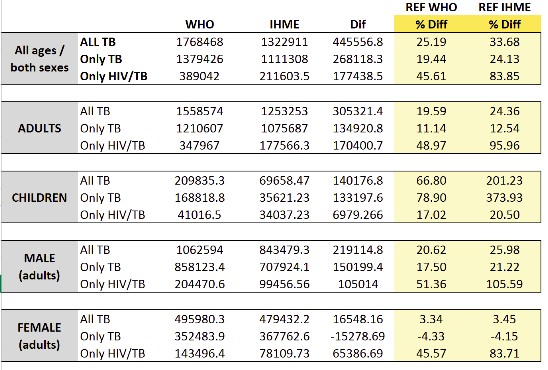 REF WHO REF IHME
WHO IHME Dif % Diff % Diff
All ages / both sexes
ALL TB 1768468 1322911 445556.8 25.19 33.68
Only TB 1379426 1111308 268118.3 19.44 24.13
Only HIV/TB 389042 211603.5 177438.5 45.61 83.85
ADULTS
All TB 1558574 1253253 305321.4 19.59 24.36
Only TB 1210607 1075687 134920.8 11.14 12.54
Only HIV/TB 347967 177566.3 170400.7 48.97 95.96
CHILDREN
All TB 209835.3 69658.47 140176.8 66.80 201.23
Only TB 168818.8 35621.23 133197.6 78.90 373.93
Only HIV/TB 41016.5 34037.23 6979.266 17.02 20.50
MALE (adults)
All TB 1062594 843479.3 219114.8 20.62 25.98
Only TB 858123.4 707924.1 150199.4 17.50 21.22
Only HIV/TB 204470.6 99456.56 105014 51.36 105.59
FEMALE (adults)
All TB 495980.3 479432.2 16548.16 3.34 3.45
Only TB 352483.9 367762.6 -15278.69 -4.33 -4.15
Only HIV/TB 143496.4 78109.73 65386.69 45.57 83.71